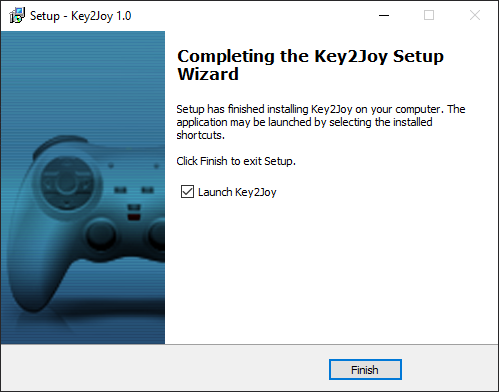 Setup - Key2Joy 1.0
Completing the Key2Joy Setup
Wizard
Setup has finished installing Key2Joy on your computer. The
application may be launched by selecting the installed
shortcuts.
Click Finish to exit Setup.
Launch Key2Joy
Finish